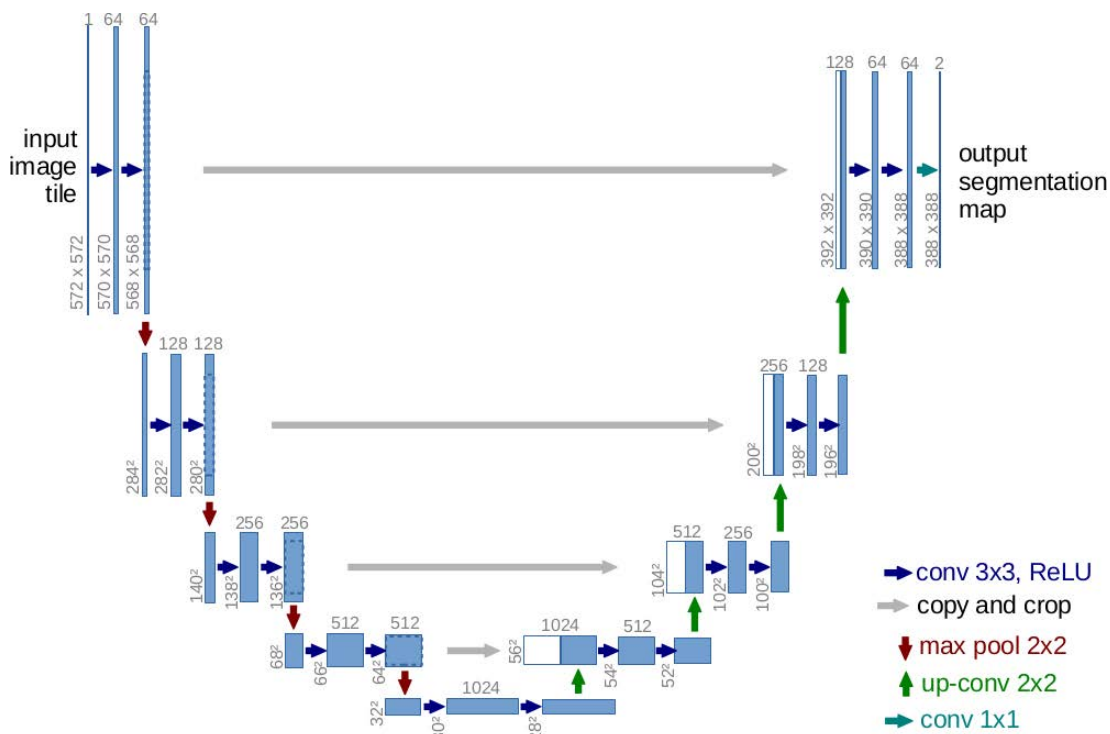 1
64
64
input
image
tile
572 x 572
570 x 570
568 x 568
128
64
64
2
392 x 392
390 x 390
388 x 388
388 x 388
output
segmentation
map
128
128
284²
282²
280²
256
128
200²
198²
196²
256
256
140²
138²
136²
512
256
104²
102²
100²
512
512
68²
66²
64²
1024
512
56²
54²
52²
1024
32²
conv 3x3, ReLU
copy and crop
max pool 2x2
up-conv 2x2
conv 1x1